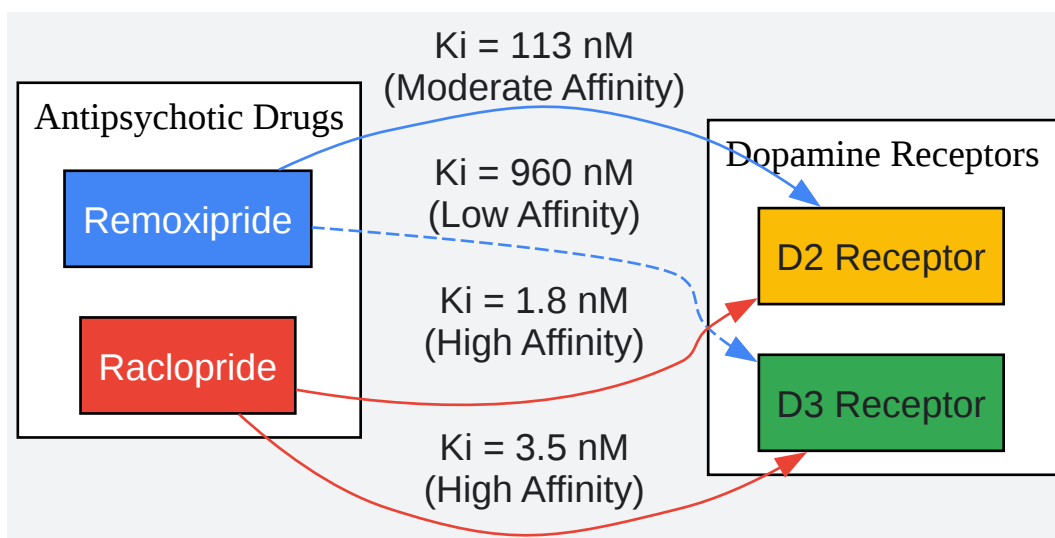 Ki = 113 nM
(Moderate Affinity)
Antipsychotic Drugs
Dopamine Receptors
Remoxipride
Ki = 960 nM
(Low Affinity)
D2 Receptor
Ki = 1.8 nM
(High Affinity)
Raclopride
D3 Receptor
Ki = 3.5 nM
(High Affinity)